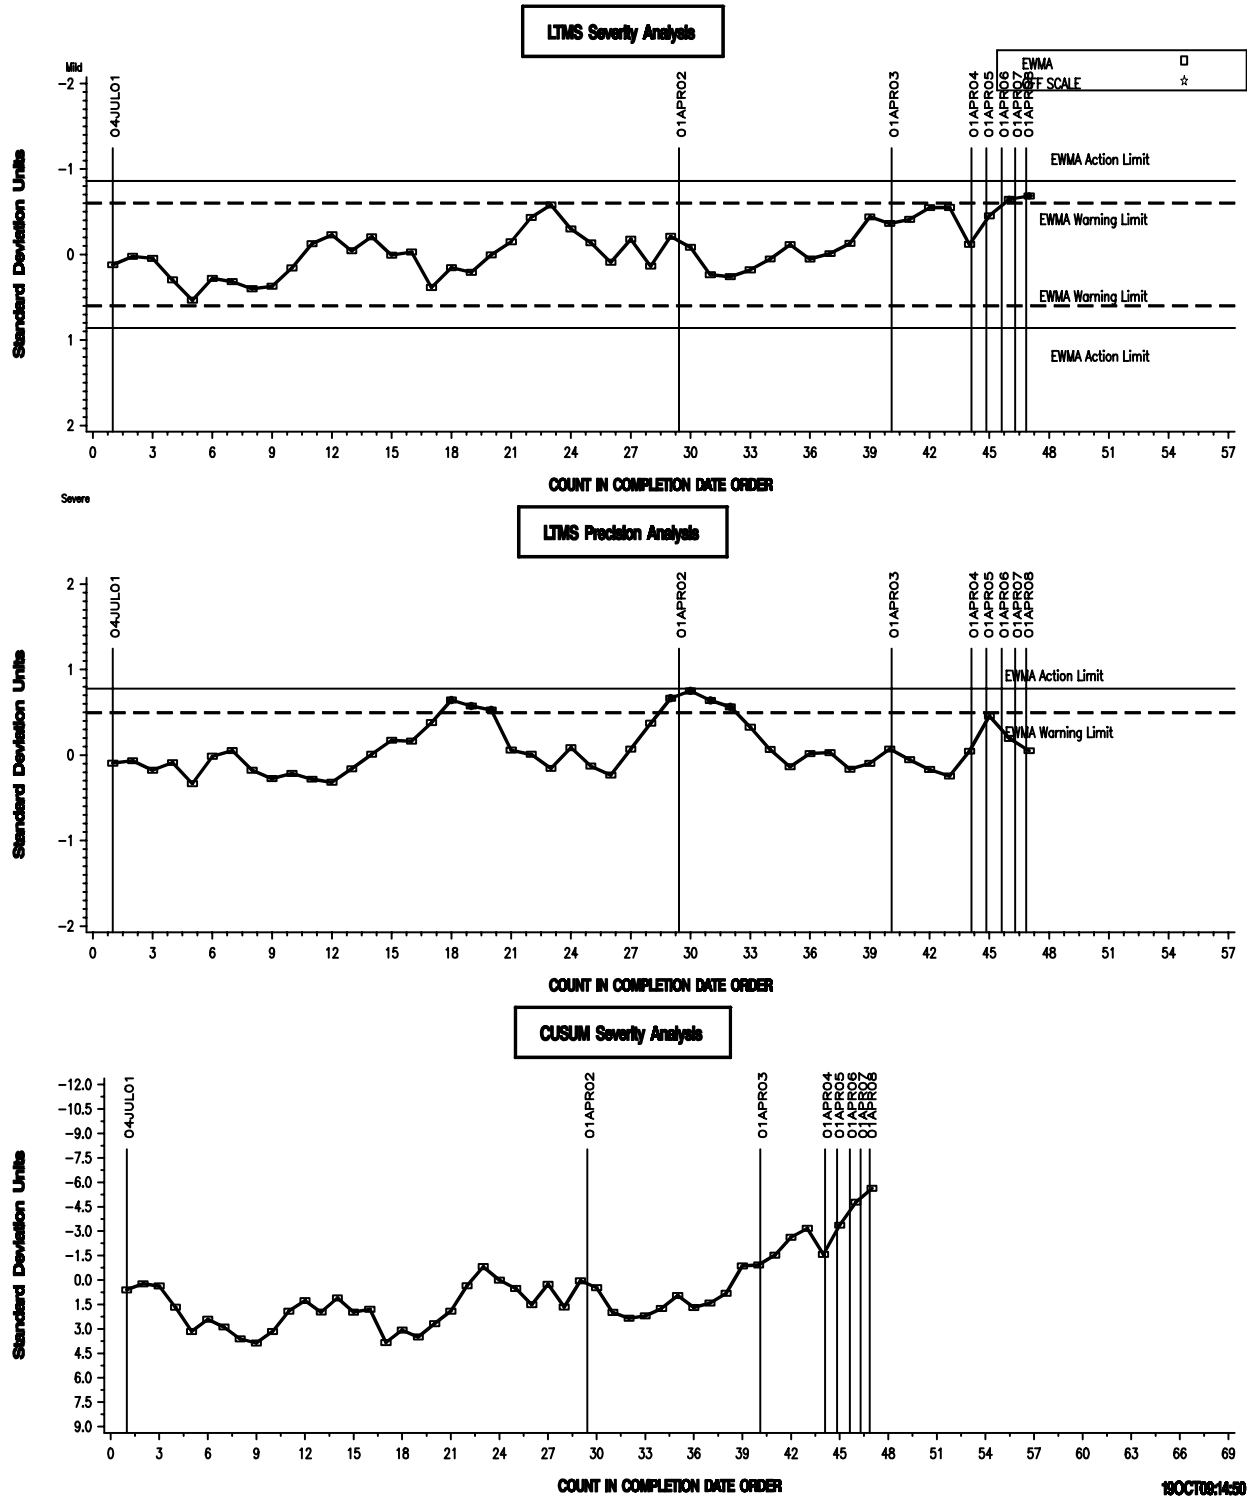 LTMS Severity Analysis
Mild
EWMA
OFF SCALE
Standard Deviation Units
-2
-1
0
1
2
04JUL01
01APR02
01APR03
01APR04
01APR05
01APR06
01APR07
01APR08
EWMA Action Limit
EWMA Warning Limit
EWMA Warning Limit
EWMA Action Limit
0 3 6 9 12 15 18 21 24 27 30 33 36 39 42 45 48 51 54 57
COUNT IN COMPLETION DATE ORDER
Severe
LTMS Precision Analysis
Standard Deviation Units
2
1
0
-1
-2
04JUL01
01APR02
01APR03
01APR04
01APR05
01APR06
01APR07
01APR08
EWMA Action Limit
EWMA Warning Limit
0 3 6 9 12 15 18 21 24 27 30 33 36 39 42 45 48 51 54 57
COUNT IN COMPLETION DATE ORDER
CUSUM Severity Analysis
Standard Deviation Units
-12.0
-10.5
-9.0
-7.5
-6.0
-4.5
-3.0
-1.5
0.0
1.5
3.0
4.5
6.0
7.5
9.0
04JUL01
01APR02
01APR03
01APR04
01APR05
01APR06
01APR07
01APR08
0 3 6 9 12 15 18 21 24 27 30 33 36 39 42 45 48 51 54 57 60 63 66 69
COUNT IN COMPLETION DATE ORDER
19OCT09:14:50